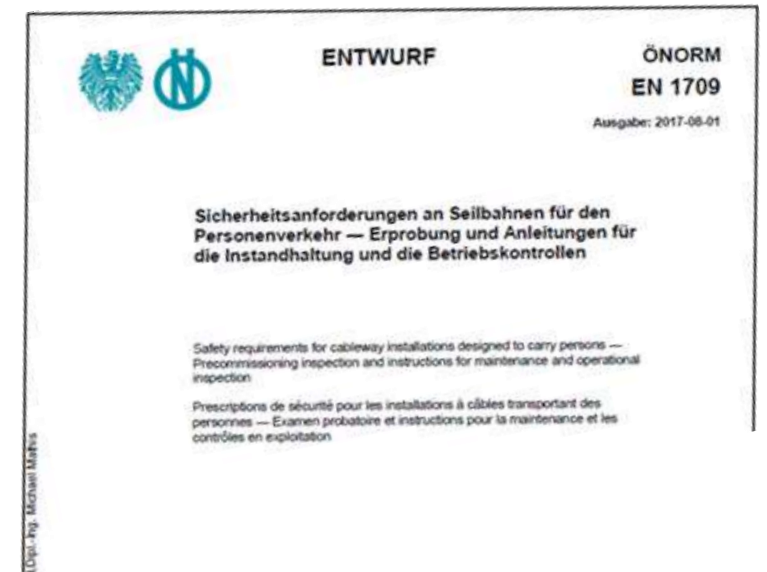 ENTWURF
ÖNORM
EN 1709
Ausgabe: 2017-08-01
Sicherheitsanforderungen an Seilbahnen für den
Personenverkehr — Erprobung und Anleitungen für
die Instandhaltung und die Betriebskontrollen
Safety requirements for cableway installations designed to carry persons —
Precommissioning inspection and instructions for maintenance and operational
inspection
Prescriptions de sécurité pour les installations à câbles transportant des
personnes — Examen probatoire et instructions pour la maintenance et les
contrôles en exploitation
Dipl.-Ing. Michael Mathis